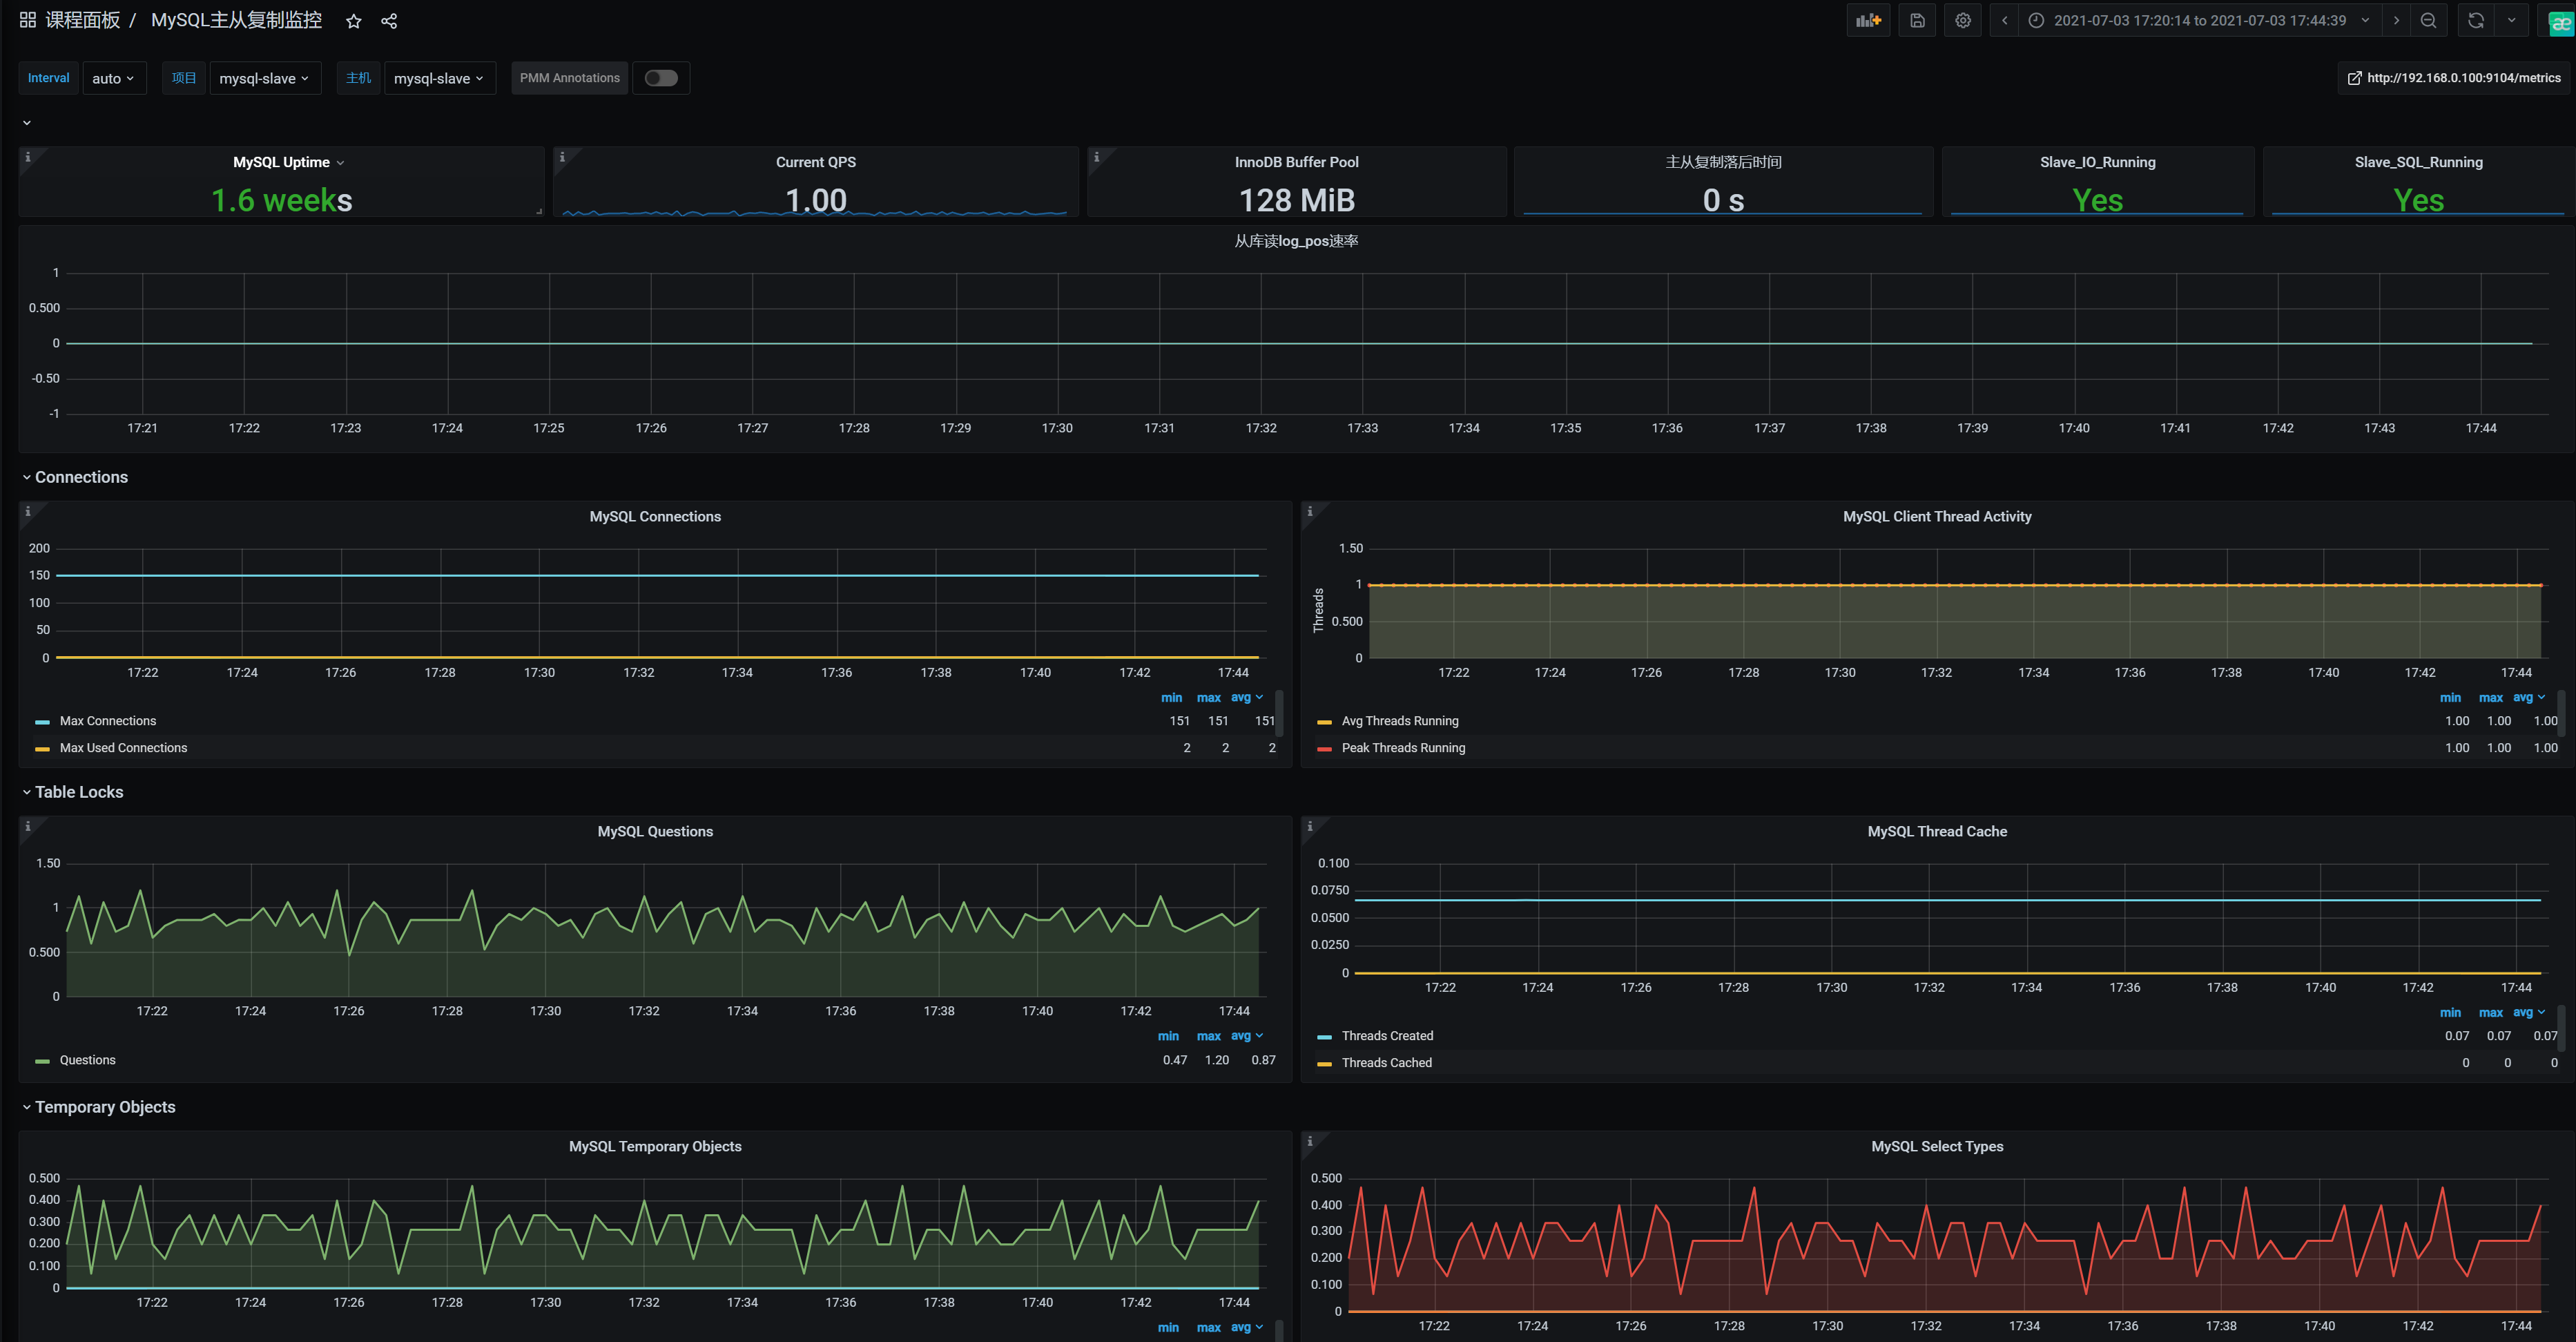 课程面板 / MySQL主从复制监控
2021-07-03 17:20:14 to 2021-07-03 17:44:39
Interval auto 项目 mysql-slave 主机 mysql-slave PMM Annotations http://192.168.0.100:9104/metrics
MySQL Uptime
1.6 weeks
Current QPS
1.00
InnoDB Buffer Pool
128 MiB
主从复制落后时间
0 s
Slave_IO_Running
Yes
Slave_SQL_Running
Yes
从库读log_pos速率
1
0.500
0
-0.50
-1
17:21 17:22 17:23 17:24 17:25 17:26 17:27 17:28 17:29 17:30 17:31 17:32 17:33 17:34 17:35 17:36 17:37 17:38 17:39 17:40 17:41 17:42 17:43 17:44
Connections
MySQL Connections
200
150
100
50
0
17:22 17:24 17:26 17:28 17:30 17:32 17:34 17:36 17:38 17:40 17:42 17:44
min max avg
Max Connections 151 151 151
Max Used Connections 2 2 2
MySQL Client Thread Activity
Threads
1.50
1
0.500
0
17:22 17:24 17:26 17:28 17:30 17:32 17:34 17:36 17:38 17:40 17:42 17:44
min max avg
Avg Threads Running 1.00 1.00 1.00
Peak Threads Running 1.00 1.00 1.00
Table Locks
MySQL Questions
1.50
1
0.500
0
17:22 17:24 17:26 17:28 17:30 17:32 17:34 17:36 17:38 17:40 17:42 17:44
min max avg
Questions 0.47 1.20 0.87
MySQL Thread Cache
0.100
0.0750
0.0500
0.0250
0
17:22 17:24 17:26 17:28 17:30 17:32 17:34 17:36 17:38 17:40 17:42 17:44
min max avg
Threads Created 0.07 0.07 0.07
Threads Cached 0 0 0
Temporary Objects
MySQL Temporary Objects
0.500
0.400
0.300
0.200
0.100
0
17:22 17:24 17:26 17:28 17:30 17:32 17:34 17:36 17:38 17:40 17:42 17:44
min max avg
MySQL Select Types
0.500
0.400
0.300
0.200
0.100
0
17:22 17:24 17:26 17:28 17:30 17:32 17:34 17:36 17:38 17:40 17:42 17:44